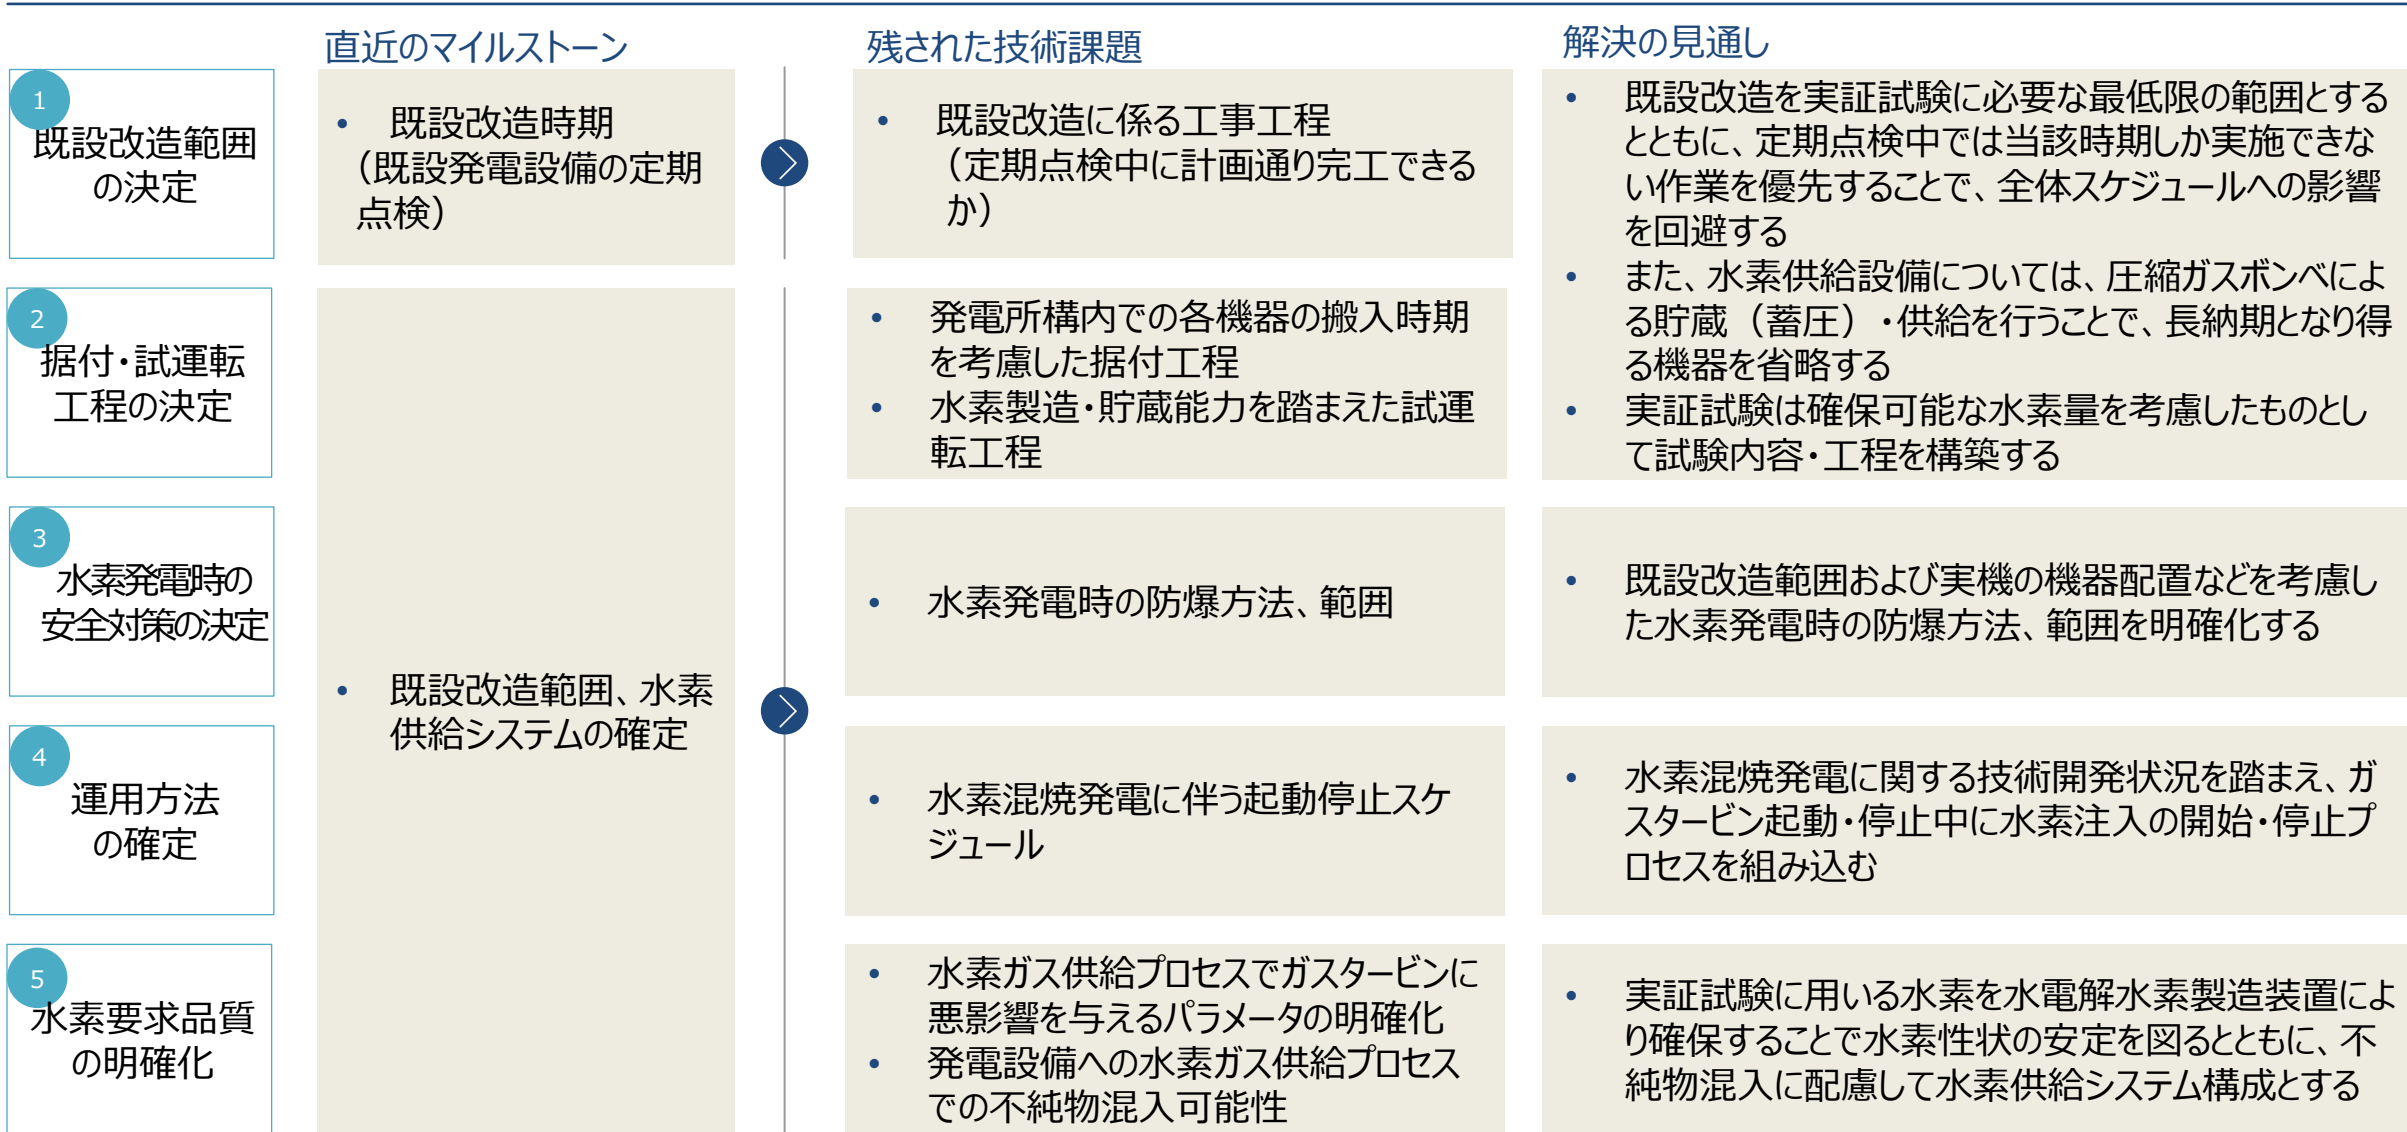 直近のマイルストーン
残された技術課題
解決の見通し
1
既設改造範囲
の決定
• 既設改造時期
（既設発電設備の定期
点検）
• 既設改造に係る工事工程
（定期点検中に計画通り完工できる
か）
• 既設改造を実証試験に必要な最低限の範囲とする
とともに、定期点検中では当該時期しか実施できな
い作業を優先することで、全体スケジュールへの影響
を回避する
• また、水素供給設備については、圧縮ガスボンベによ
る貯蔵（蓄圧）・供給を行うことで、長納期となり得
る機器を省略する
• 実証試験は確保可能な水素量を考慮したものとし
て試験内容・工程を構築する
2
据付・試運転
工程の決定
• 発電所構内での各機器の搬入時期
を考慮した据付工程
• 水素製造・貯蔵能力を踏まえた試運
転工程
• 既設改造範囲、水素
供給システムの確定
3
水素発電時の
安全対策の決定
• 水素発電時の防爆方法、範囲
• 既設改造範囲および実機の機器配置などを考慮し
た水素発電時の防爆方法、範囲を明確化する
4
運用方法
の確定
• 水素混焼発電に伴う起動停止スケ
ジュール
• 水素混焼発電に関する技術開発状況を踏まえ、ガ
スタービン起動・停止中に水素注入の開始・停止プ
ロセスを組み込む
5
水素要求品質
の明確化
• 水素ガス供給プロセスでガスタービンに
悪影響を与えるパラメータの明確化
• 発電設備への水素ガス供給プロセス
での不純物混入可能性
• 実証試験に用いる水素を水電解水素製造装置によ
り確保することで水素性状の安定を図るとともに、不
純物混入に配慮して水素供給システム構成とする